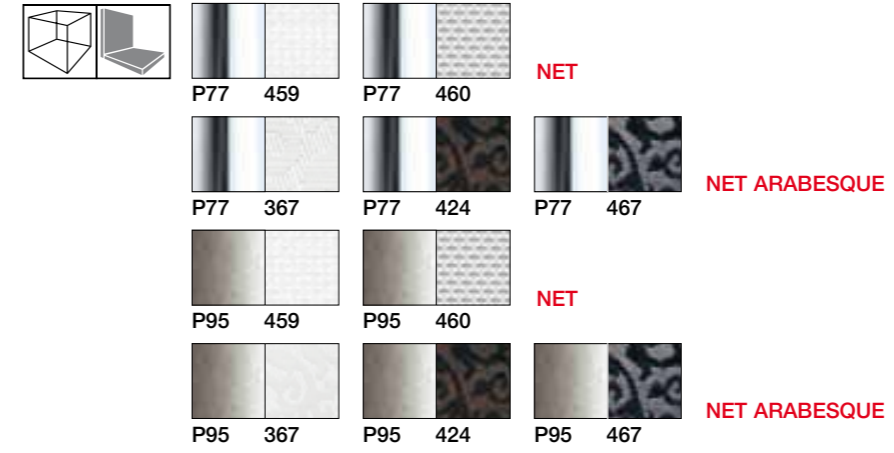 NET
P77 459 P77 460
NET ARABESQUE
P77 367 P77 424 P77 467
NET
P95 459 P95 460
NET ARABESQUE
P95 367 P95 424 P95 467